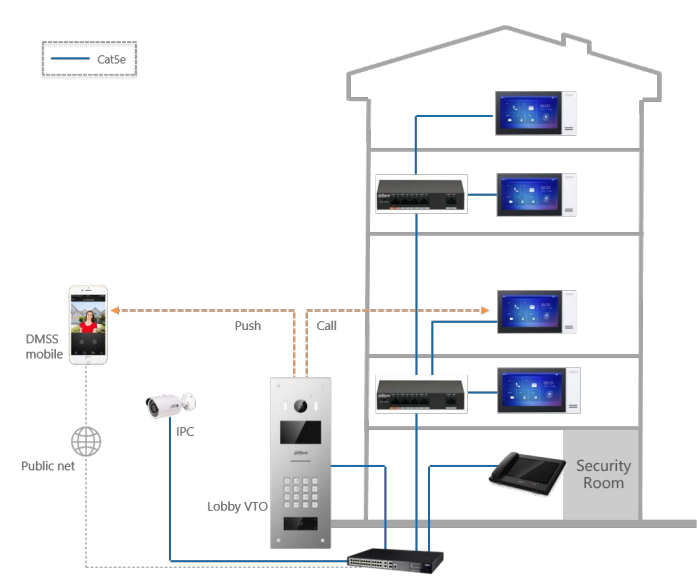 Cat5e
Push
Call
DMSS
mobile
IPC
Public net
Lobby VTO
Security
Room